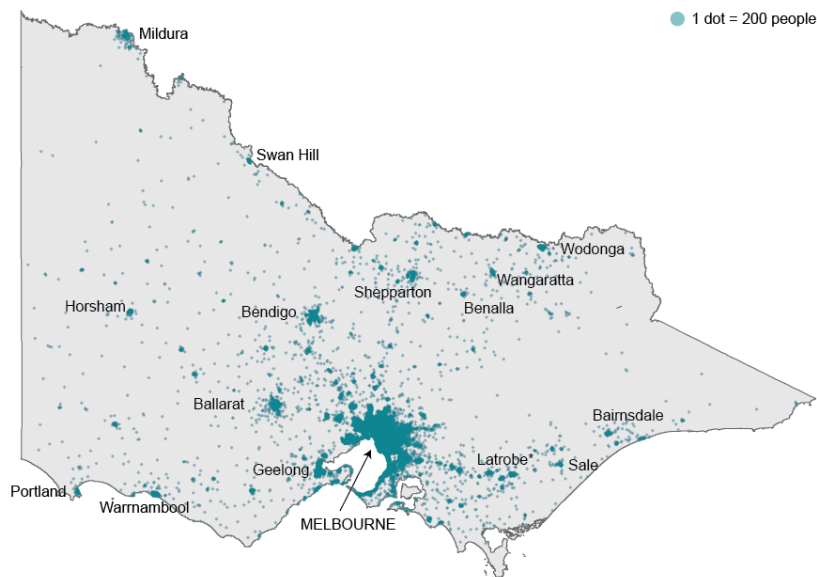 1 dot = 200 people
Mildura
Swan Hill
Wodonga
Wangaratta
Shepparton
Benalla
Horsham
Bendigo
Ballarat
Bairnsdale
Latrobe*
Sale
Geelong
Portland
Warrnambool
MELBOURNE